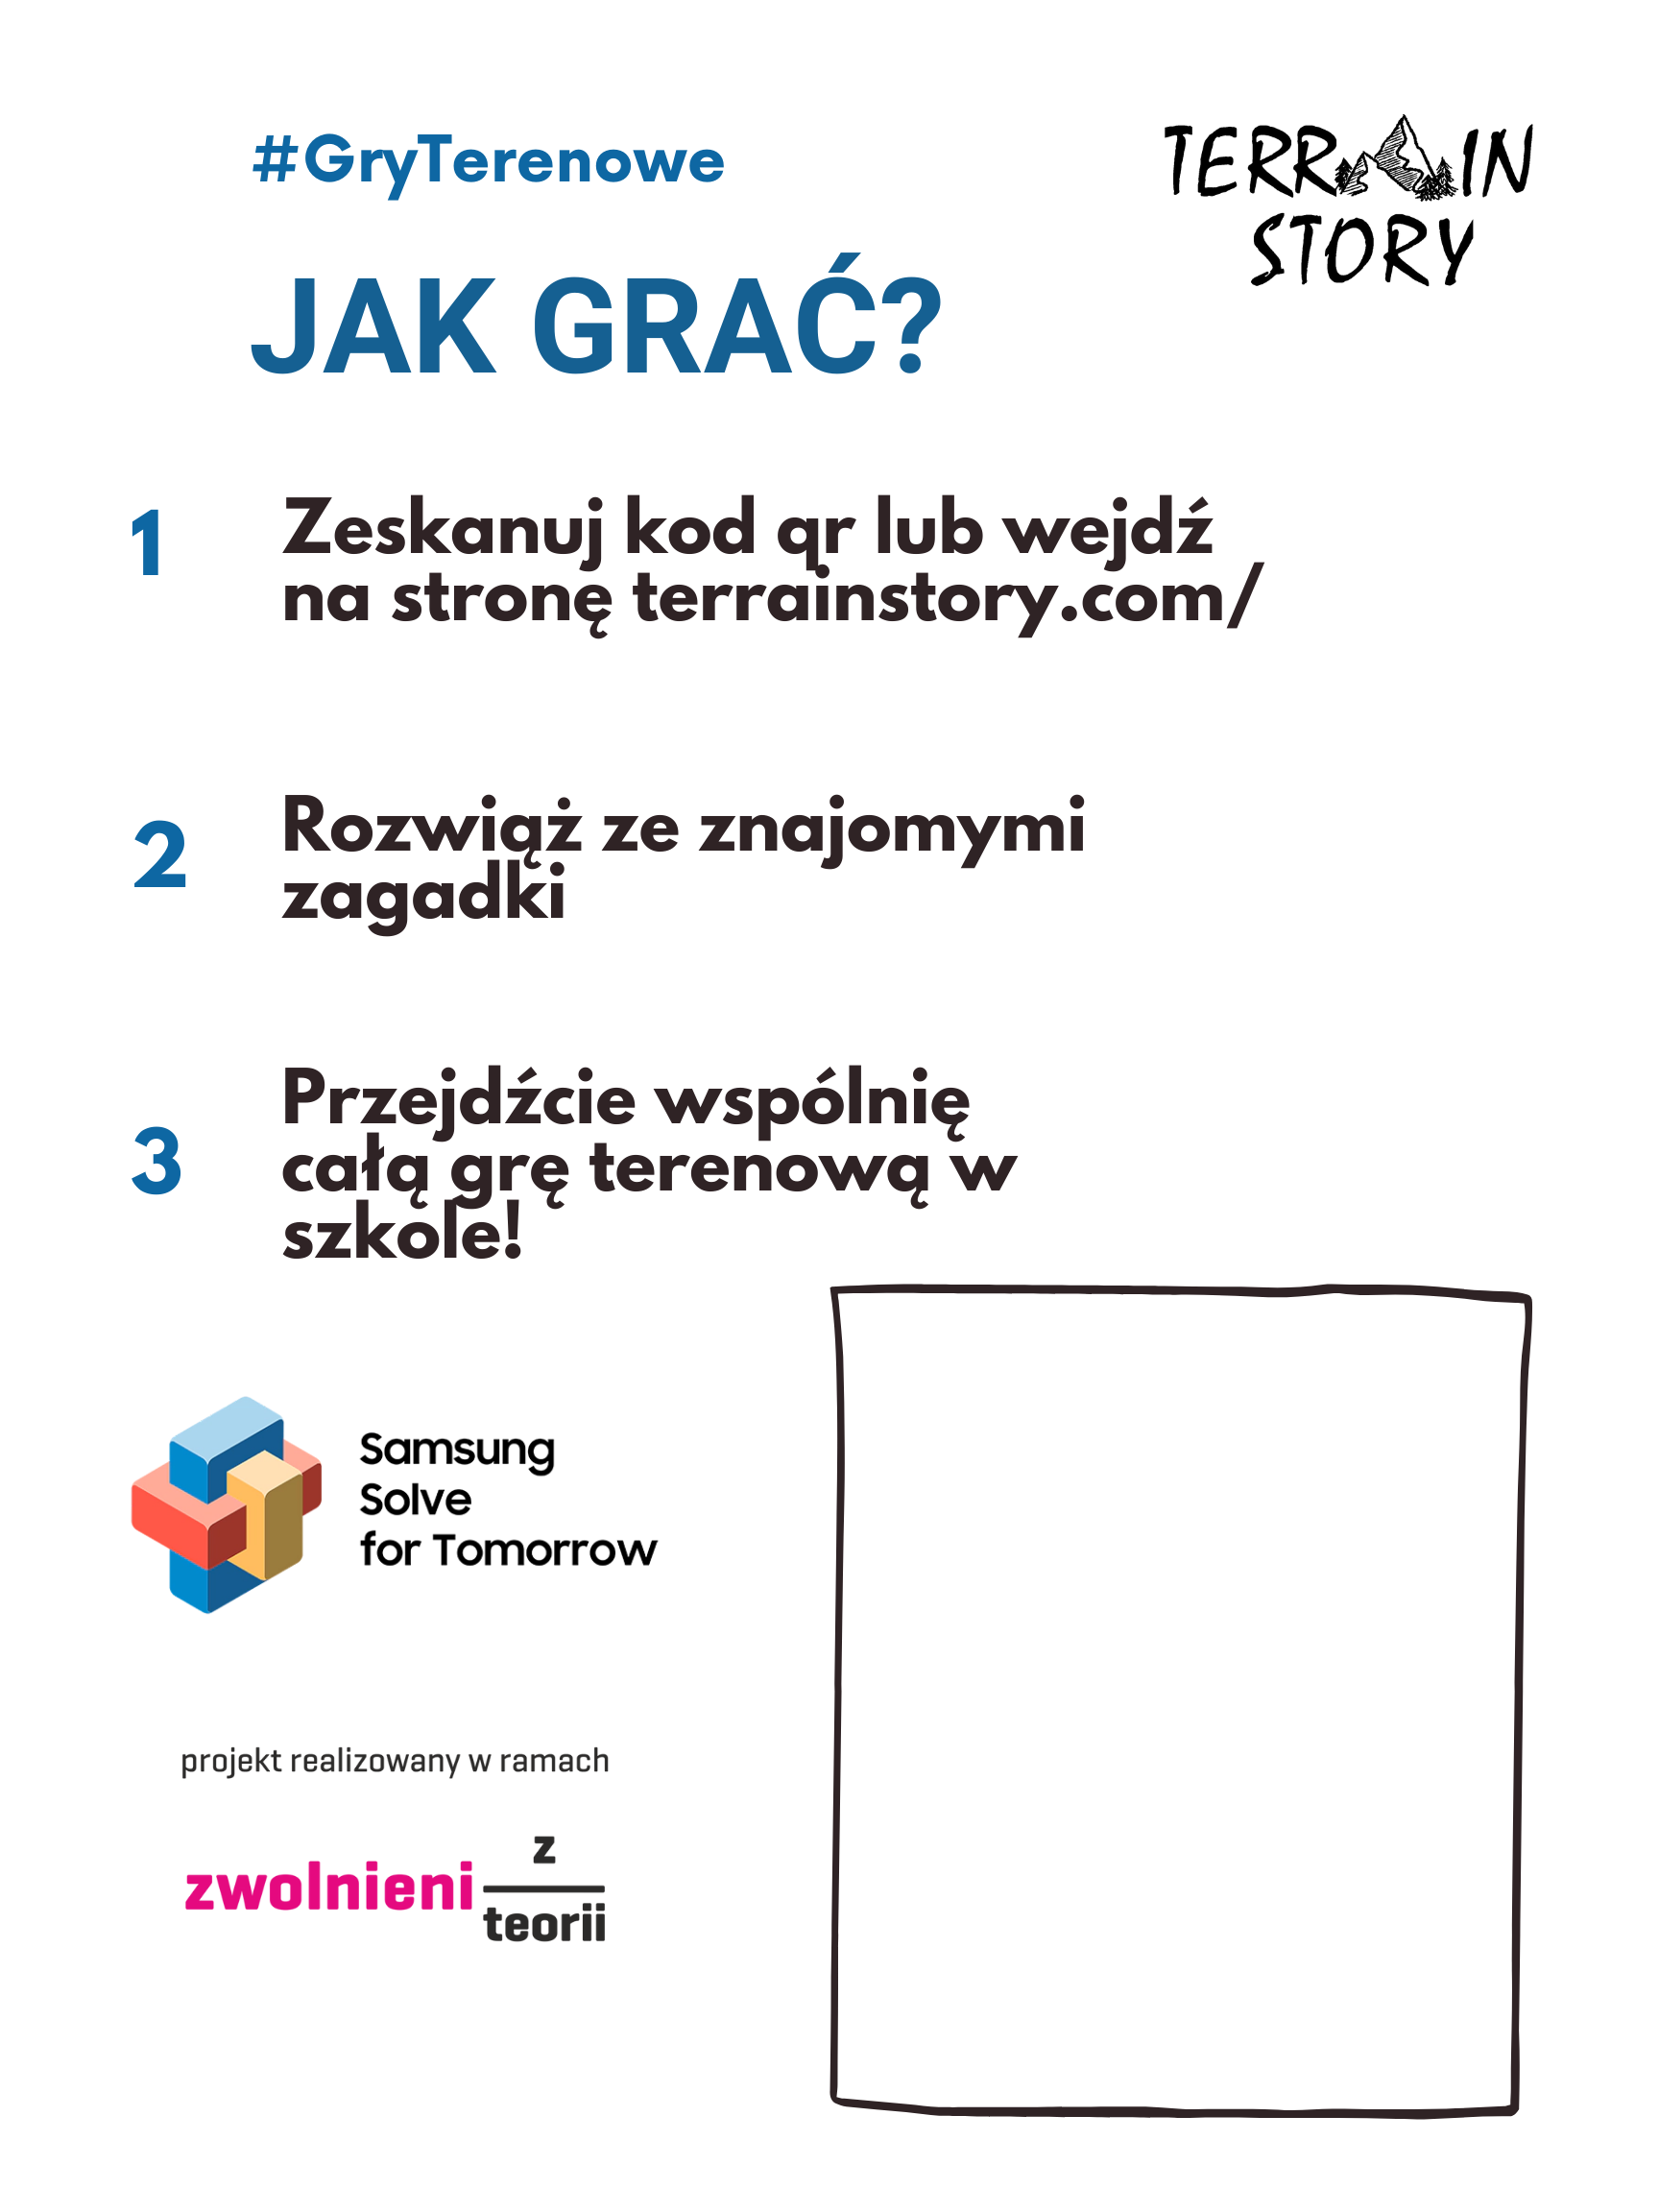 #GryTerenowe
TERRAIN
STORY
JAK GRAĆ?
1
Zeskanuj kod qr lub wejdź
na stronę terrainstory.com/
2
Rozwiąż ze znajomymi
zagadki
3
Przejdźcie wspólnię
całą grę terenową w
szkole!
Samsung
Solve
for Tomorrow
projekt realizowany w ramach
zwolnieni z
teorii